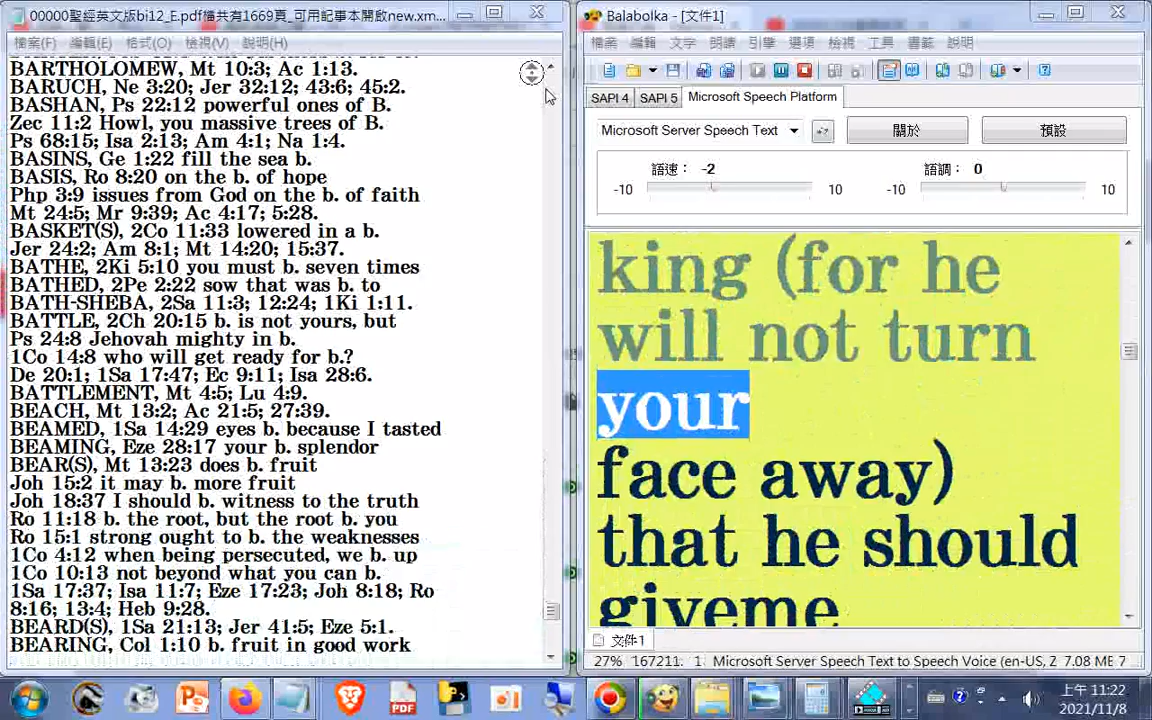 00000聖經英文版bi12_E.pdf檔共有1669頁_可用記事本開啟new.xm...
檔案(F) 編輯(E) 格式(O) 檢視(V) 說明(H)
BARTHOLOMEW, Mt 10:3; Ac 1:13.
BARUCH, Ne 3:20; Jer 32:12; 43:6; 45:2.
BASHAN, Ps 22:12 powerful ones of B.
Zec 11:2 Howl, you massive trees of B.
Ps 68:15; Isa 2:13; Am 4:1; Na 1:4.
BASINS, Ge 1:22 fill the sea b.
BASIS, Ro 8:20 on the b. of hope
Php 3:9 issues from God on the b. of faith
Mt 24:5; Mr 9:39; Ac 4:17; 5:28.
BASKET(S), 2Co 11:33 lowered in a b.
Jer 24:2; Am 8:1; Mt 14:20; 15:37.
BATHE, 2Ki 5:10 you must b. seven times
BATHED, 2Pe 2:22 sow that was b. to
BATH-SHEBA, 2Sa 11:3; 12:24; 1Ki 1:11.
BATTLE, 2Ch 20:15 b. is not yours, but
Ps 24:8 Jehovah mighty in b.
1Co 14:8 who will get ready for b.?
De 20:1; 1Sa 17:47; Ec 9:11; Isa 28:6.
BATTLEMENT, Mt 4:5; Lu 4:9.
BEACH, Mt 13:2; Ac 21:5; 27:39.
BEAMED, 1Sa 14:29 eyes b. because I tasted
BEAMING, Eze 28:17 your b. splendor
BEAR(S), Mt 13:23 does b. fruit
Joh 15:2 it may b. more fruit
Joh 18:37 I should b. witness to the truth
Ro 11:18 b. the root, but the root b. you
Ro 15:1 strong ought to b. the weaknesses
1Co 4:12 when being persecuted, we b. up
1Co 10:13 not beyond what you can b.
1Sa 17:37; Isa 11:7; Eze 17:23; Joh 8:18; Ro
8:16; 13:4; Heb 9:28.
BEARD(S), 1Sa 21:13; Jer 41:5; Eze 5:1.
BEARING, Col 1:10 b. fruit in good work
Balabolka - [文件1]
檔案 編輯 文字 朗讀 引擎 選項 檢視 工具 書籤 說明
SAPI 4 SAPI 5 Microsoft Speech Platform
Microsoft Server Speech Text 關於 預設
語速： -2 語調： 0
-10 10 -10 10
king (for he
will not turn
your
face away)
that he should
giveme
文件1
27% 167211. 1. Microsoft Server Speech Text to Speech Voice (en-US, 2 7.08 ME 7
上午 11:22
2021/11/8